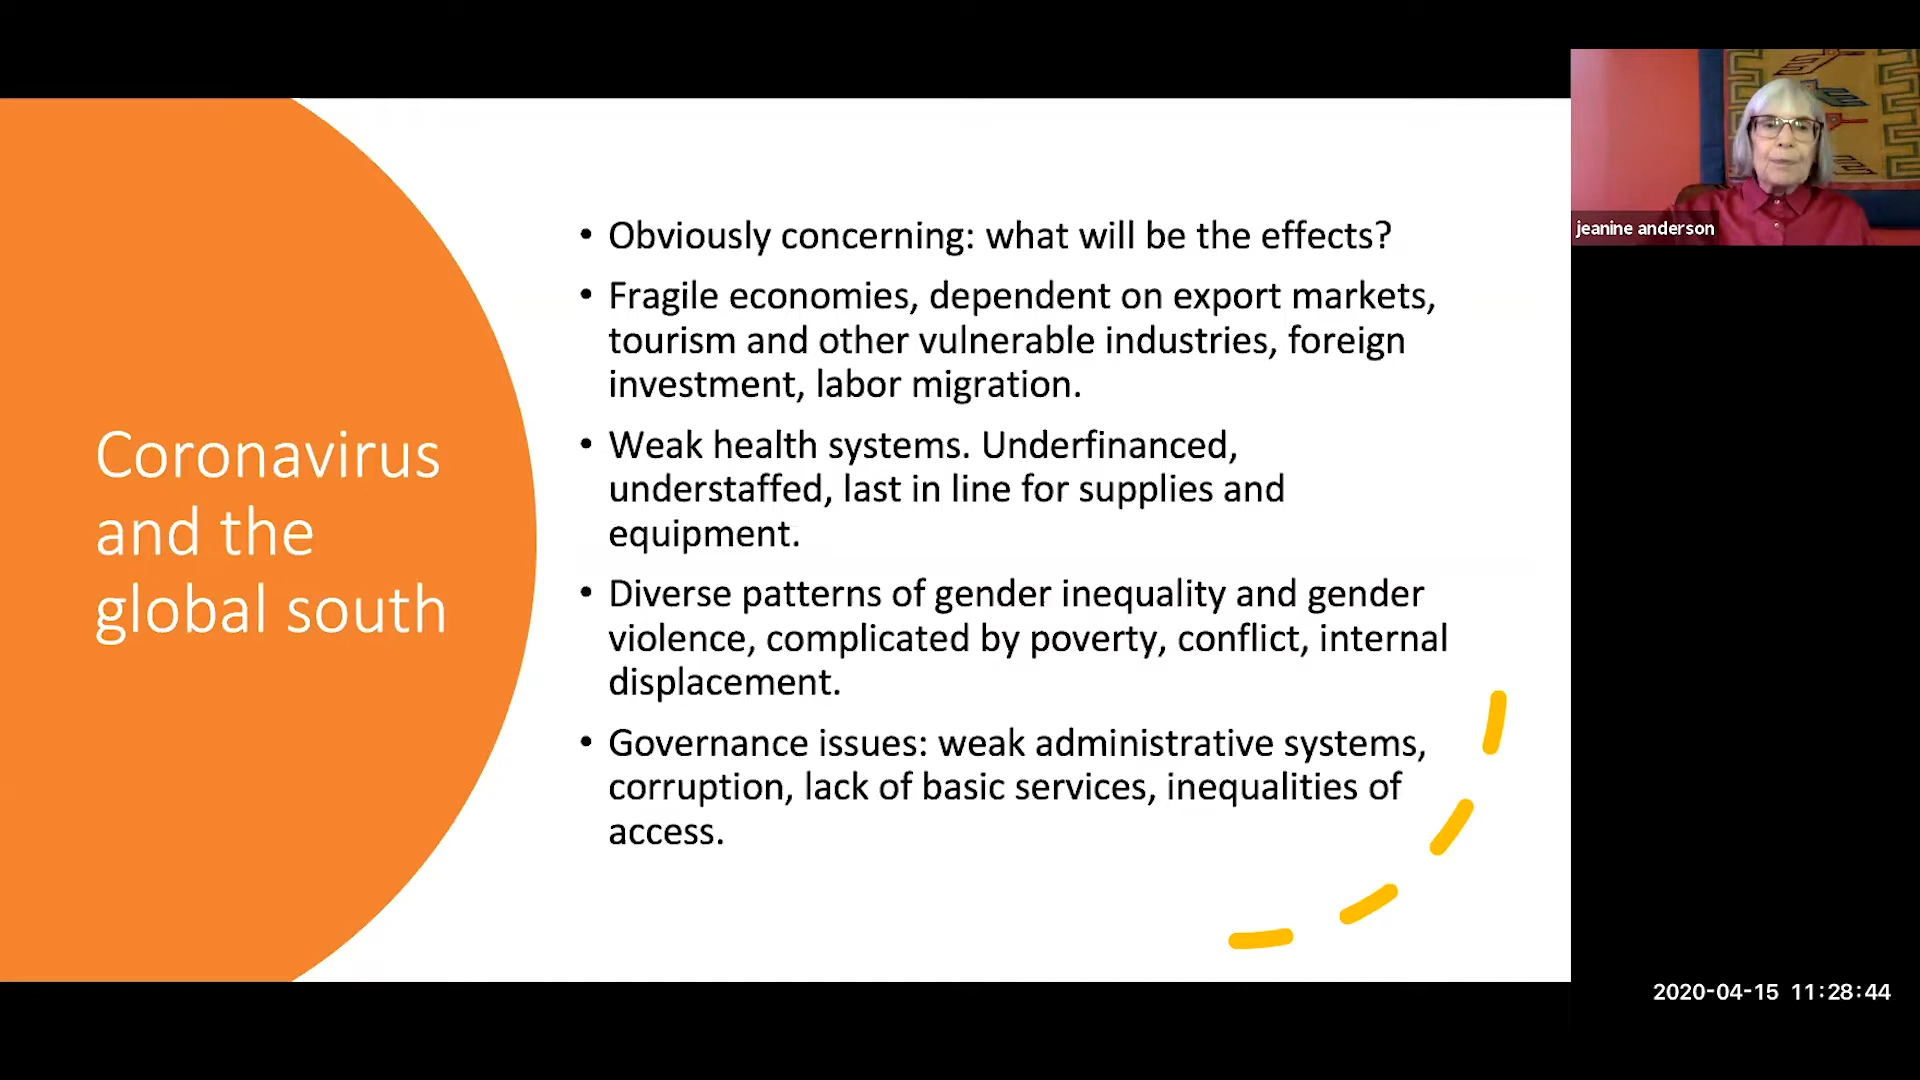 Coronavirus
and the
global south
• Obviously concerning: what will be the effects?
• Fragile economies, dependent on export markets,
tourism and other vulnerable industries, foreign
investment, labor migration.
• Weak health systems. Underfinanced,
understaffed, last in line for supplies and
equipment.
• Diverse patterns of gender inequality and gender
violence, complicated by poverty, conflict, internal
displacement.
• Governance issues: weak administrative systems,
corruption, lack of basic services, inequalities of
access.
jeanine anderson
2020-04-15 11:28:44